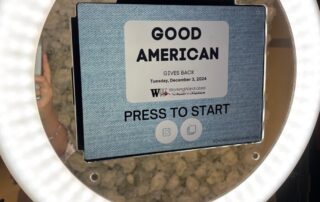 GOOD
AMERICAN
GIVES BACK
Tuesday, December 3, 2024
PRESS TO START